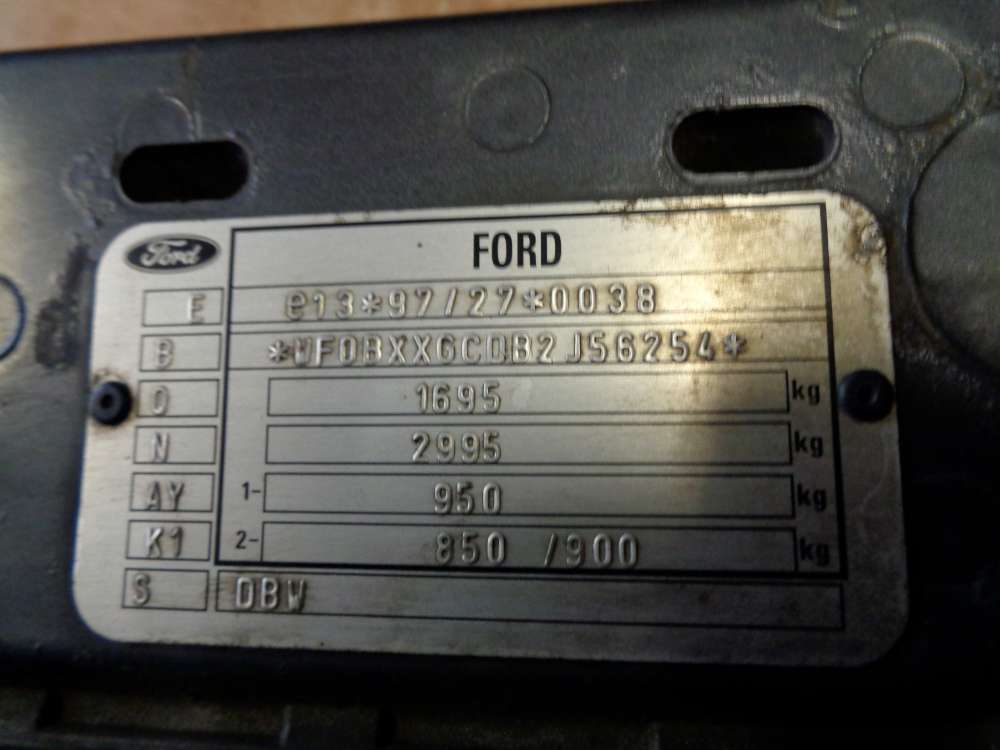 Ford
FORD
E e13*97/27*0038
B *WF0BXXGCDB2J56254*
O 1695 kg
N 2995 kg
AY 1- 950 kg
K1 2- 850 /900 kg
S DBW